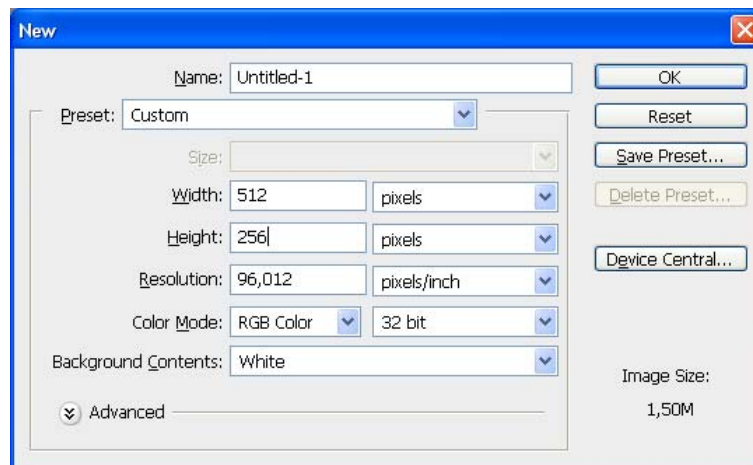 New
Name: Untitled-1
OK
Preset: Custom
Reset
Size:
Save Preset...
Width: 512 pixels
Delete Preset...
Height: 256 pixels
Device Central...
Resolution: 96,012 pixels/inch
Color Mode: RGB Color 32 bit
Background Contents: White
Image Size:
Advanced
1,50M